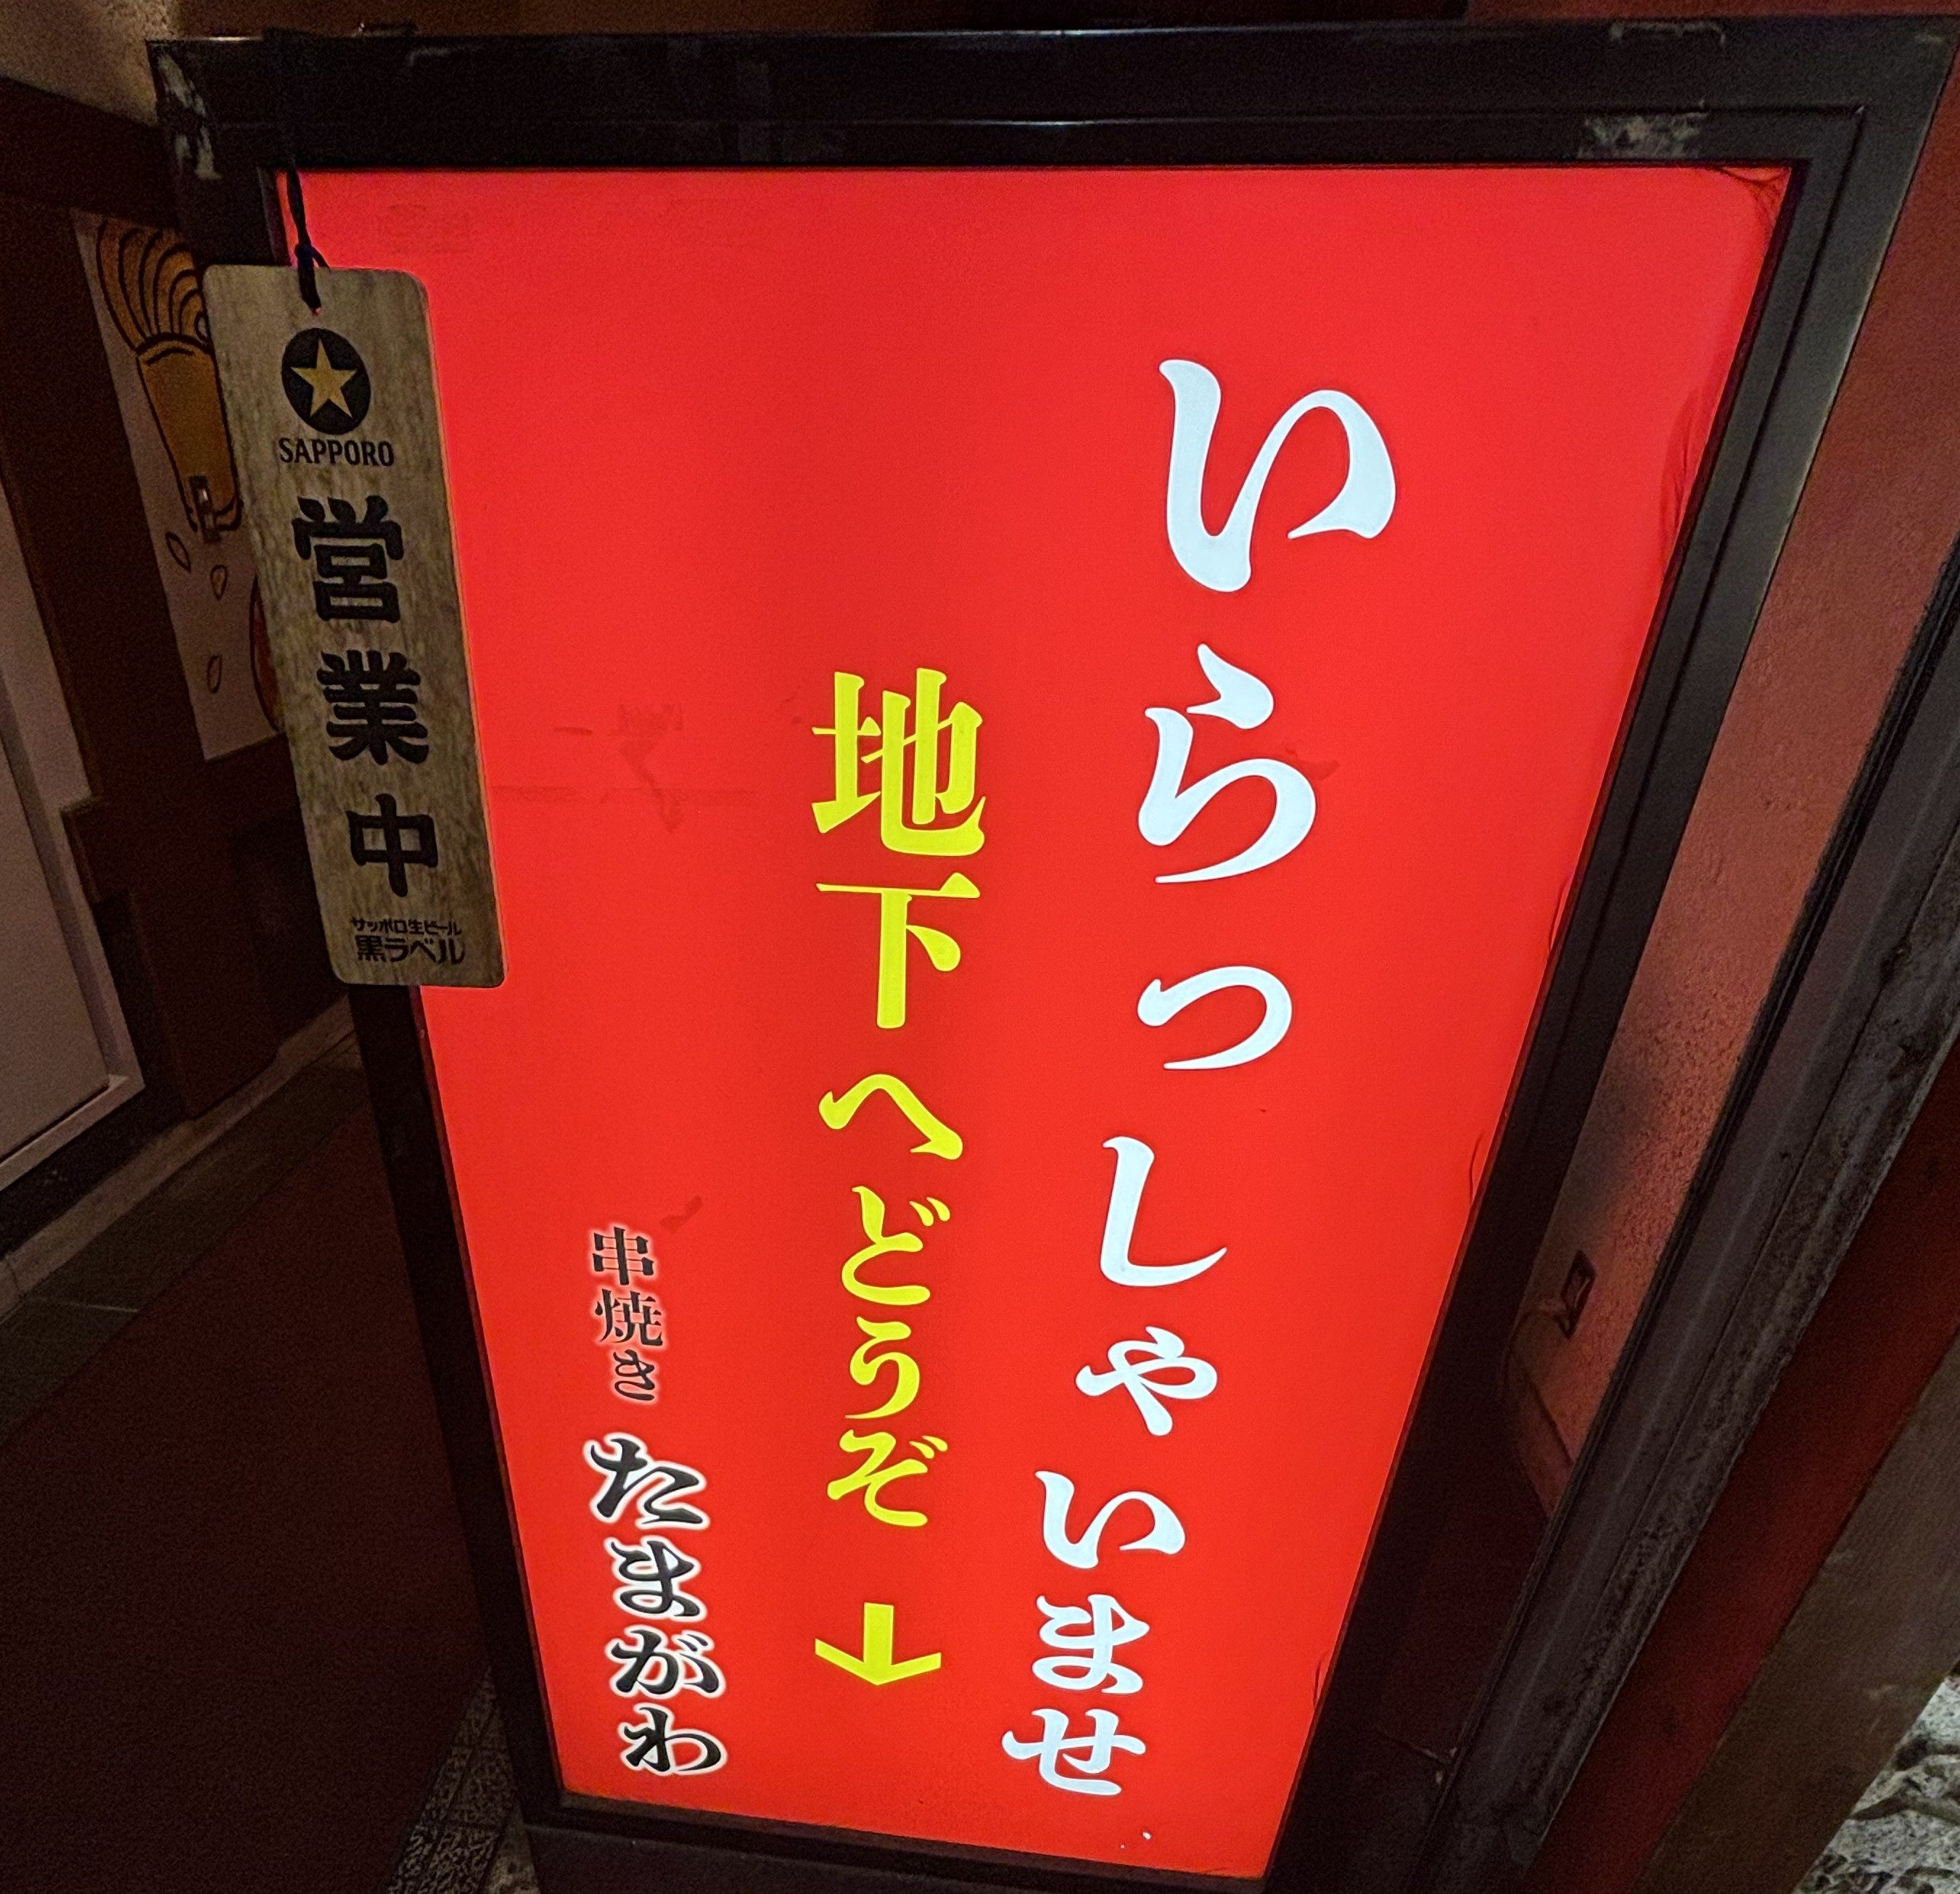 いらっしゃいませ
地下へどうぞ↓
串焼き たまがわ
SAPPORO
営業中
サッポロ生ビール
黒ラベル